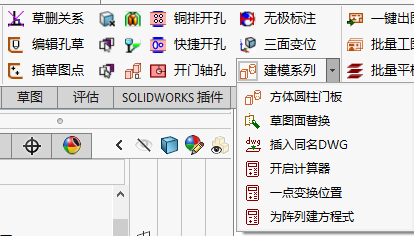 草删关系 铜排开孔 无极标注 一键出
编辑孔草 快捷开孔 三面变位 批量工
插草图点 开门轴孔 建模系列 批量平
草图 评估 SOLIDWORKS 插件
方体圆柱门板
草图面替换
dwg 插入同名DWG
开启计算器
一点变换位置
为阵列建方程式